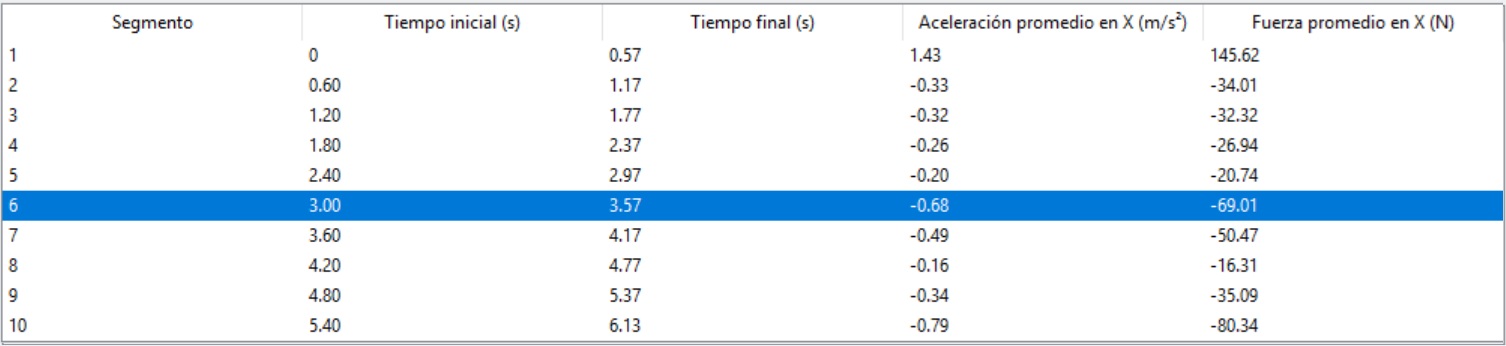 Segmento Tiempo inicial (s) Tiempo final (s) Aceleración promedio en X (m/s²) Fuerza promedio en X (N)
1 0 0.57 1.43 145.62
2 0.60 1.17 -0.33 -34.01
3 1.20 1.77 -0.32 -32.32
4 1.80 2.37 -0.26 -26.94
5 2.40 2.97 -0.20 -20.74
6 3.00 3.57 -0.68 -69.01
7 3.60 4.17 -0.49 -50.47
8 4.20 4.77 -0.16 -16.31
9 4.80 5.37 -0.34 -35.09
10 5.40 6.13 -0.79 -80.34